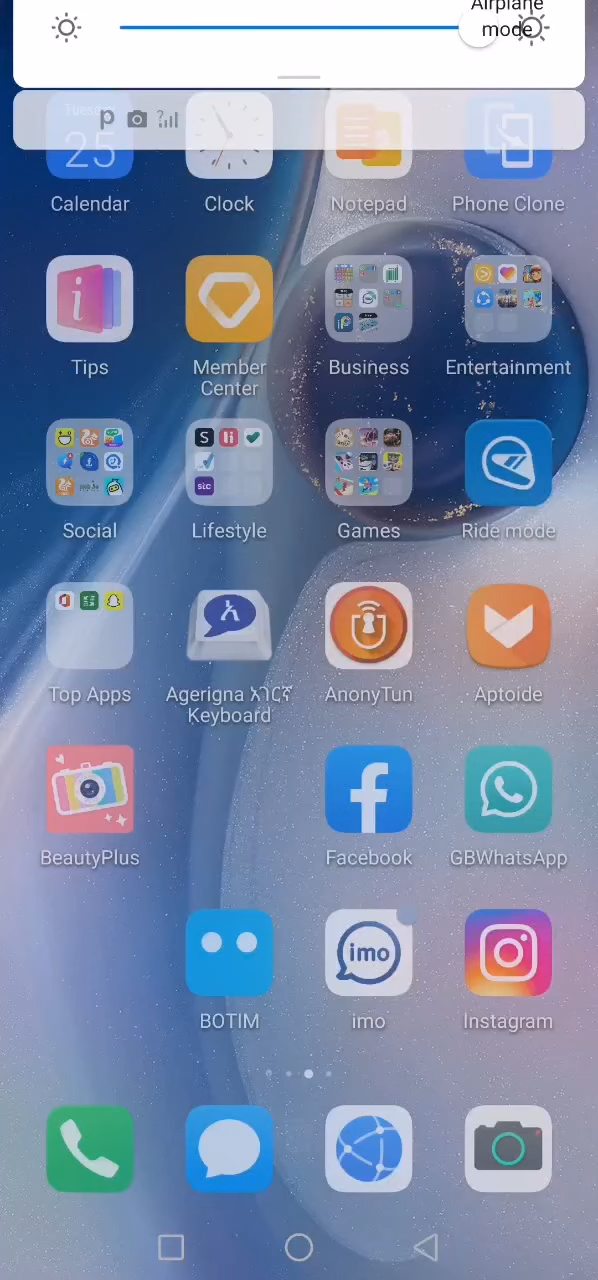 Airplane
mode
Tuesday
25
Calendar
Clock
Notepad
Phone Clone
Tips
Member
Center
Business
Entertainment
Social
Lifestyle
Games
Ride mode
Top Apps
Agerigna አገርኛ
Keyboard
AnonyTun
Aptoide
BeautyPlus
Facebook
GBWhatsApp
imo
BOTIM
imo
Instagram